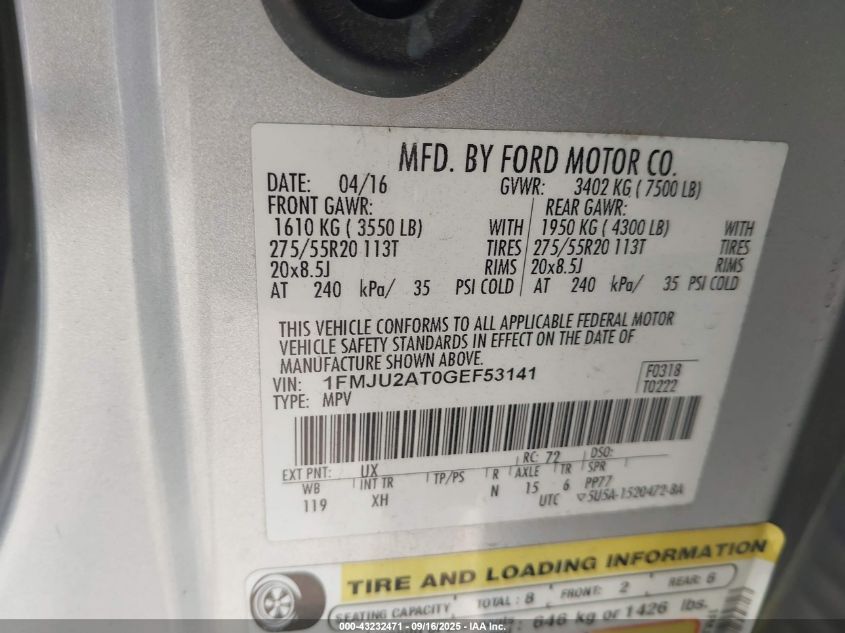 MFD. BY FORD MOTOR CO.
DATE: 04/16 GVWR: 3402 KG ( 7500 LB)
FRONT GAWR: REAR GAWR:
1610 KG ( 3550 LB) WITH 1950 KG ( 4300 LB) WITH
275/55R20 113T TIRES 275/55R20 113T TIRES
20x8.5J RIMS 20x8.5J RIMS
AT 240 kPa/ 35 PSI COLD AT 240 kPa/ 35 PSI COLD
THIS VEHICLE CONFORMS TO ALL APPLICABLE FEDERAL MOTOR
VEHICLE SAFETY STANDARDS IN EFFECT ON THE DATE OF
MANUFACTURE SHOWN ABOVE.
VIN: 1FMJU2AT0GEF53141 F0318
TYPE: MPV T0222
EXT PNT: UX RC: 72 DSO:
WB INT TR TP/PS R AXLE TR SPR
119 XH N 15 6 PP77
UTC 5U5A-1520472-BA
TIRE AND LOADING INFORMATION
SEATING CAPACITY TOTAL: 8 FRONT: 2 REAR: 6
646 kg or 1426 lbs.
000-43232471 - 09/16/2025 - IAA Inc.